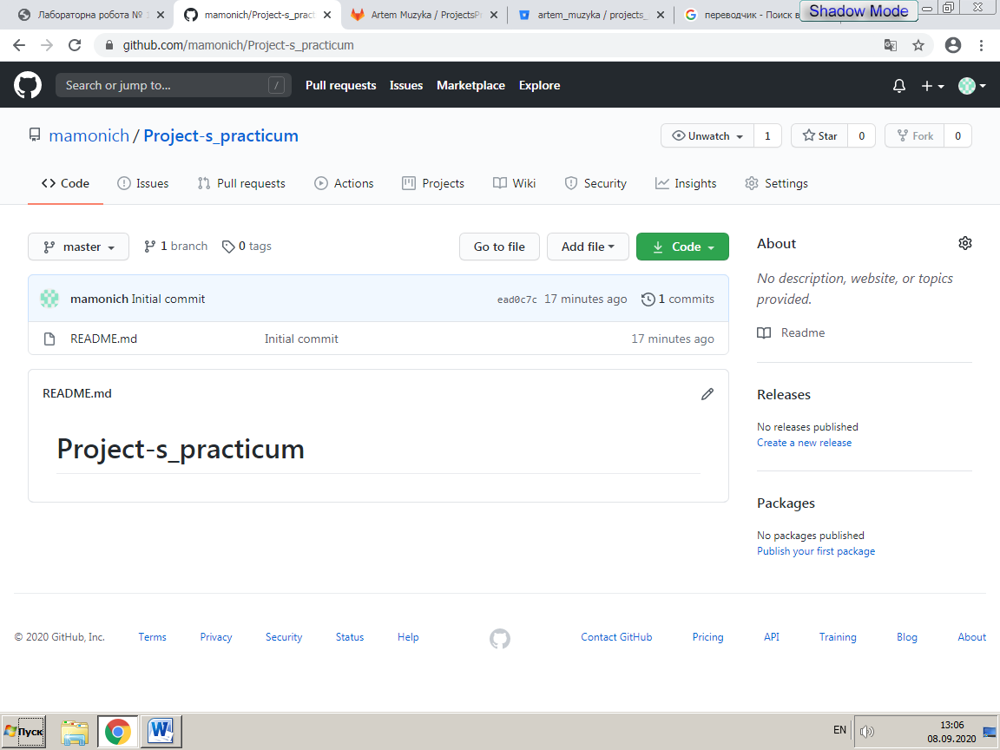 Лабораторна робота №
mamonich/Project-s_pract
Artem Muzyka / ProjectsP
artem_muzyka / projects_
переводчик - Поиск в
Shadow Mode
github.com/mamonich/Project-s_practicum
Search or jump to... /
Pull requests Issues Marketplace Explore
mamonich / Project-s_practicum
Unwatch 1 Star 0 Fork 0
Code Issues Pull requests Actions Projects Wiki Security Insights Settings
master 1 branch 0 tags Go to file Add file Code
mamonich Initial commit ead0c7c 17 minutes ago 1 commits
README.md Initial commit 17 minutes ago
README.md
Project-s_practicum
About
No description, website, or topics
provided.
Readme
Releases
No releases published
Create a new release
Packages
No packages published
Publish your first package
© 2020 GitHub, Inc. Terms Privacy Security Status Help Contact GitHub Pricing API Training Blog About
Пуск
EN
13:06
08.09.2020